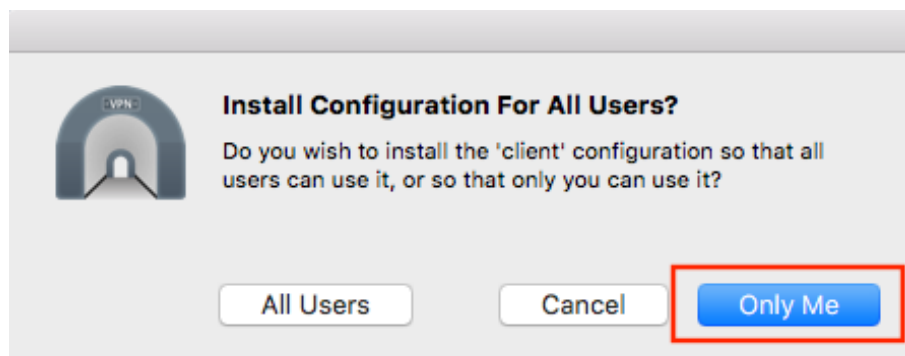 VPN
Install Configuration For All Users?
Do you wish to install the 'client' configuration so that all
users can use it, or so that only you can use it?
All Users
Cancel
Only Me